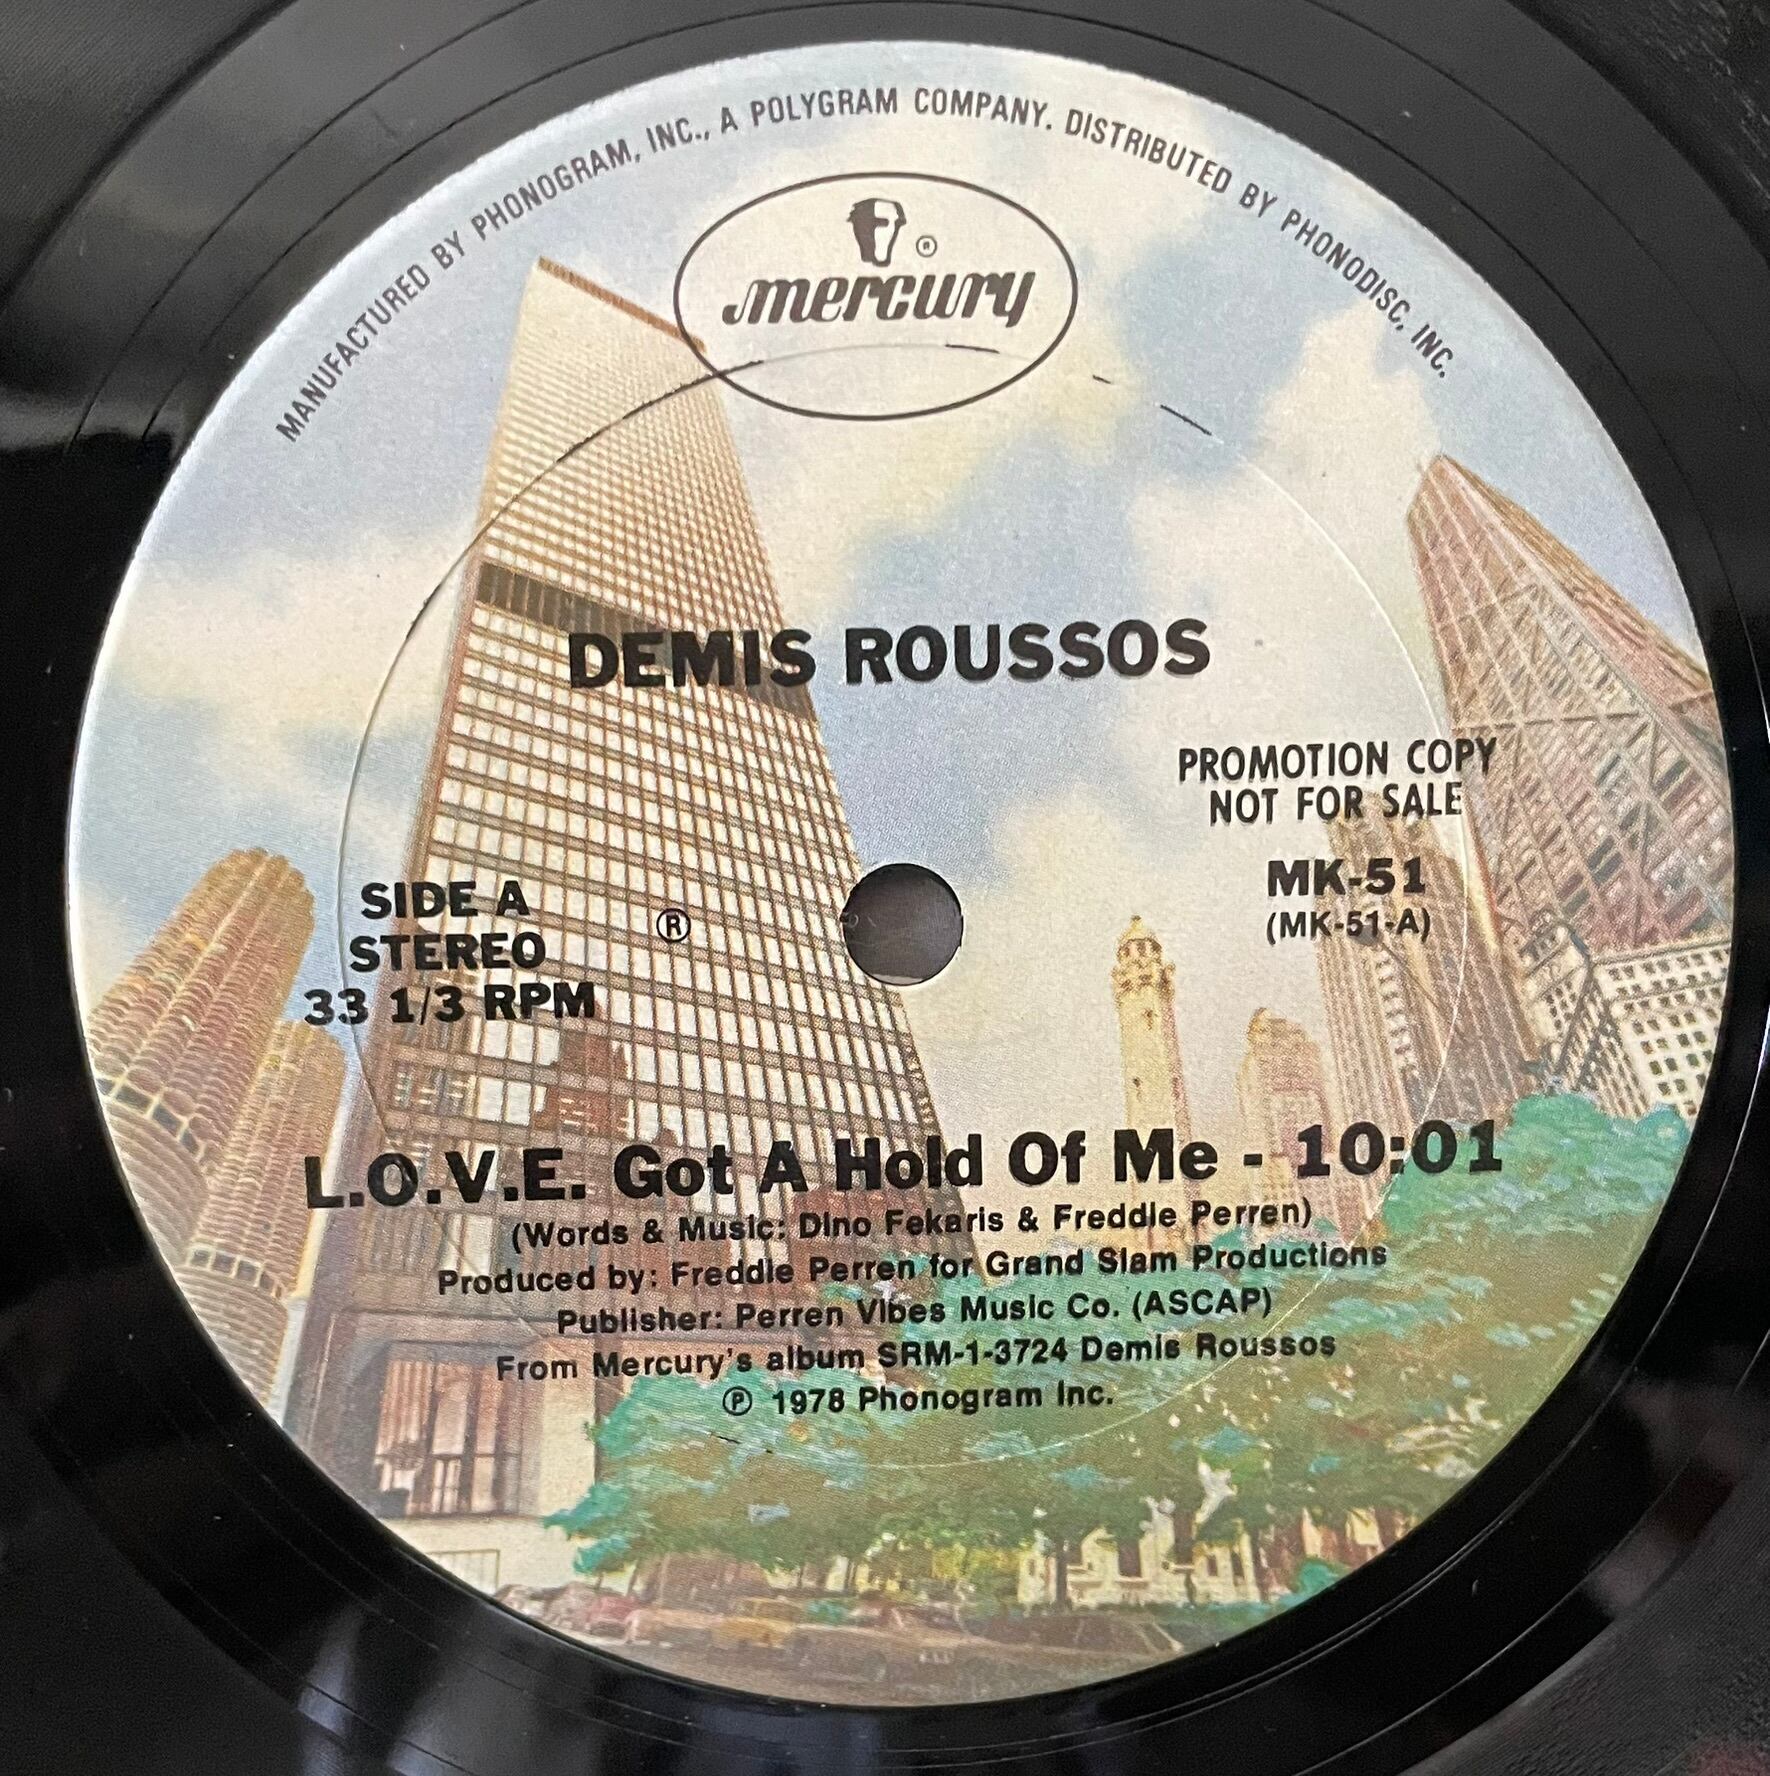 MANUFACTURED BY PHONOGRAM, INC., A POLYGRAM COMPANY. DISTRIBUTED BY PHONODISC, INC.
®
mercury
DEMIS ROUSSOS
PROMOTION COPY
NOT FOR SALE
MK-51
(MK-51-A)
SIDE A
STEREO
33 1/3 RPM
®
L.O.V.E. Got A Hold Of Me - 10:01
(Words & Music: Dino Fekaris & Freddie Perren)
Produced by: Freddie Perren for Grand Slam Productions
Publisher: Perren Vibes Music Co. (ASCAP)
From Mercury's album SRM-1-3724 Demis Roussos
℗ 1978 Phonogram Inc.